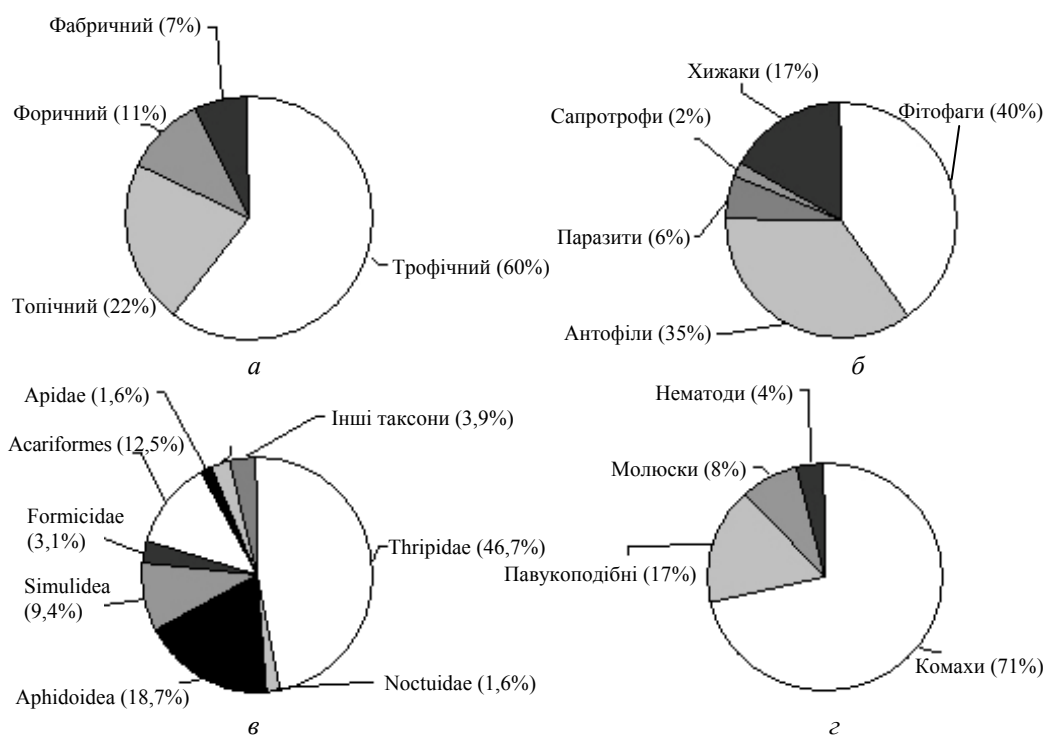 Фабричний (7%)
Форичний (11%)
Трофічний (60%)
Топічний (22%)
а
Хижаки (17%)
Сапротрофи (2%)
Фітофаги (40%)
Паразити (6%)
Антофіли (35%)
б
Apidae (1,6%)
Інші таксони (3,9%)
Acariformes (12,5%)
Formicidae
(3,1%)
Thripidae (46,7%)
Simulidea
(9,4%)
Aphidoidea (18,7%)
Noctuidae (1,6%)
в
Нематоди (4%)
Молюски (8%)
Павукоподібні (17%)
Комахи (71%)
г